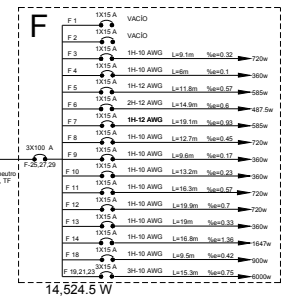 F
F 1 1X15 A VACÍO
F 2 1X15 A VACÍO
F 3 1X15 A 1H-10 AWG L=9.1m %e=0.32 720w
F 4 1X15 A 1H-10 AWG L=6m %e=0.1 360w
F 5 1X15 A 1H-12 AWG L=11.8m %e=0.57 585w
F 6 1X15 A 2H-12 AWG L=14.9m %e=0.6 487.5w
F 7 1X15 A 1H-12 AWG L=19.1m %e=0.93 585w
F 8 1X15 A 1H-10 AWG L=12.7m %e=0.45 720w
3X100 A
F-25,27,29
eutro
, TF
F 9 1X15 A 1H-10 AWG L=9.6m %e=0.17 360w
F 10 1X15 A 1H-10 AWG L=13.2m %e=0.23 360w
F 11 1X15 A 1H-10 AWG L=16.3m %e=0.57 720w
F 12 1X15 A 1H-10 AWG L=19.9m %e=0.7 720w
F 13 1X15 A 1H-10 AWG L=19m %e=0.33 360w
F 14 1X15 A 1H-10 AWG L=16.8m %e=1.36 1647w
F 18 1X15 A 1H-10 AWG L=9.5m %e=0.42 900w
F 19,21,23 3X15 A 3H-10 AWG L=15.3m %e=0.75 6000w
14,524.5 W